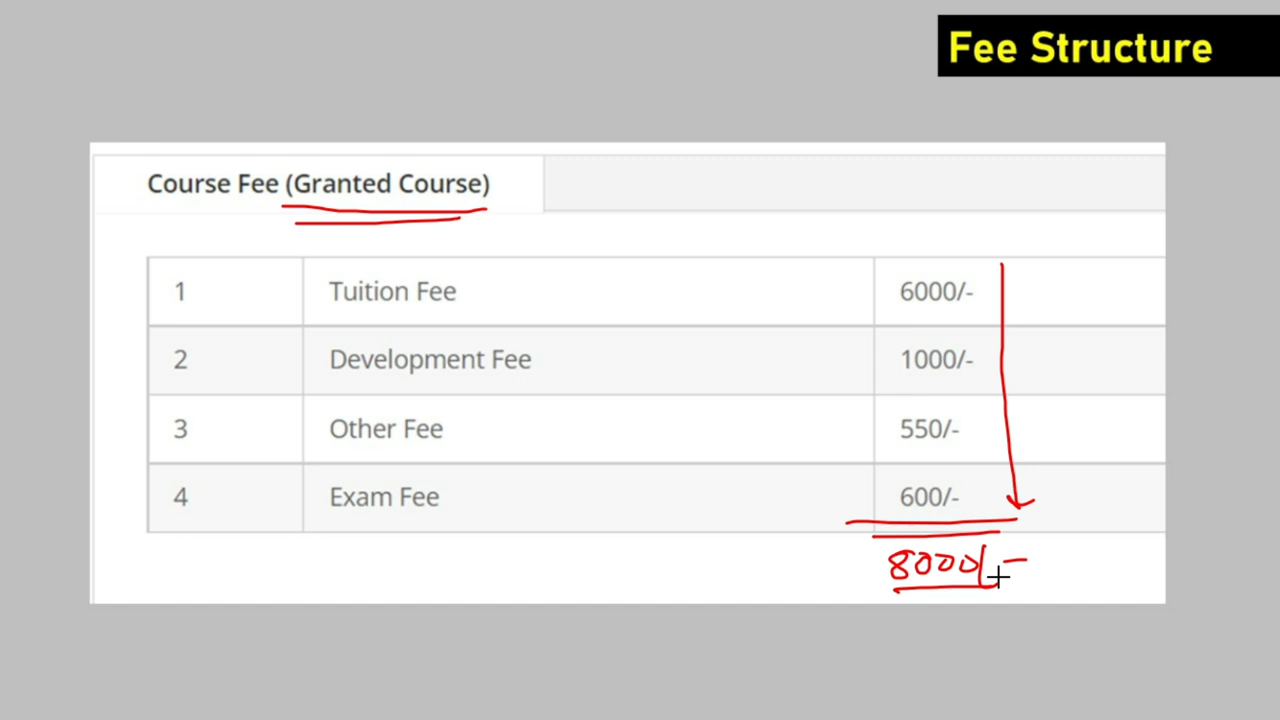 Fee Structure
Course Fee (Granted Course)
1 Tuition Fee 6000/-
2 Development Fee 1000/-
3 Other Fee 550/-
4 Exam Fee 600/-
8000/-